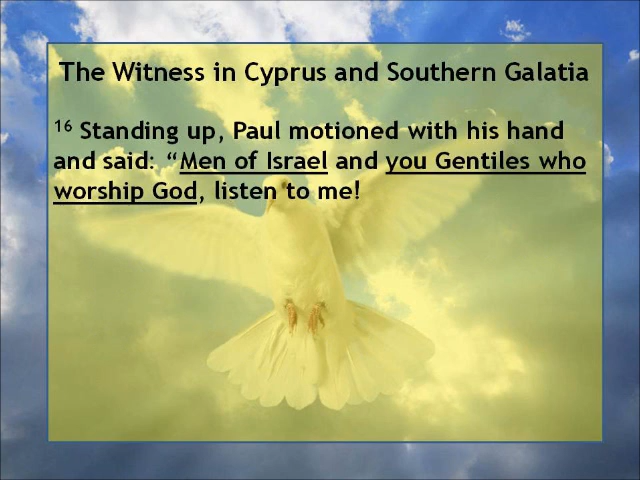 The Witness in Cyprus and Southern Galatia
16 Standing up, Paul motioned with his hand
and said: “Men of Israel and you Gentiles who
worship God, listen to me!